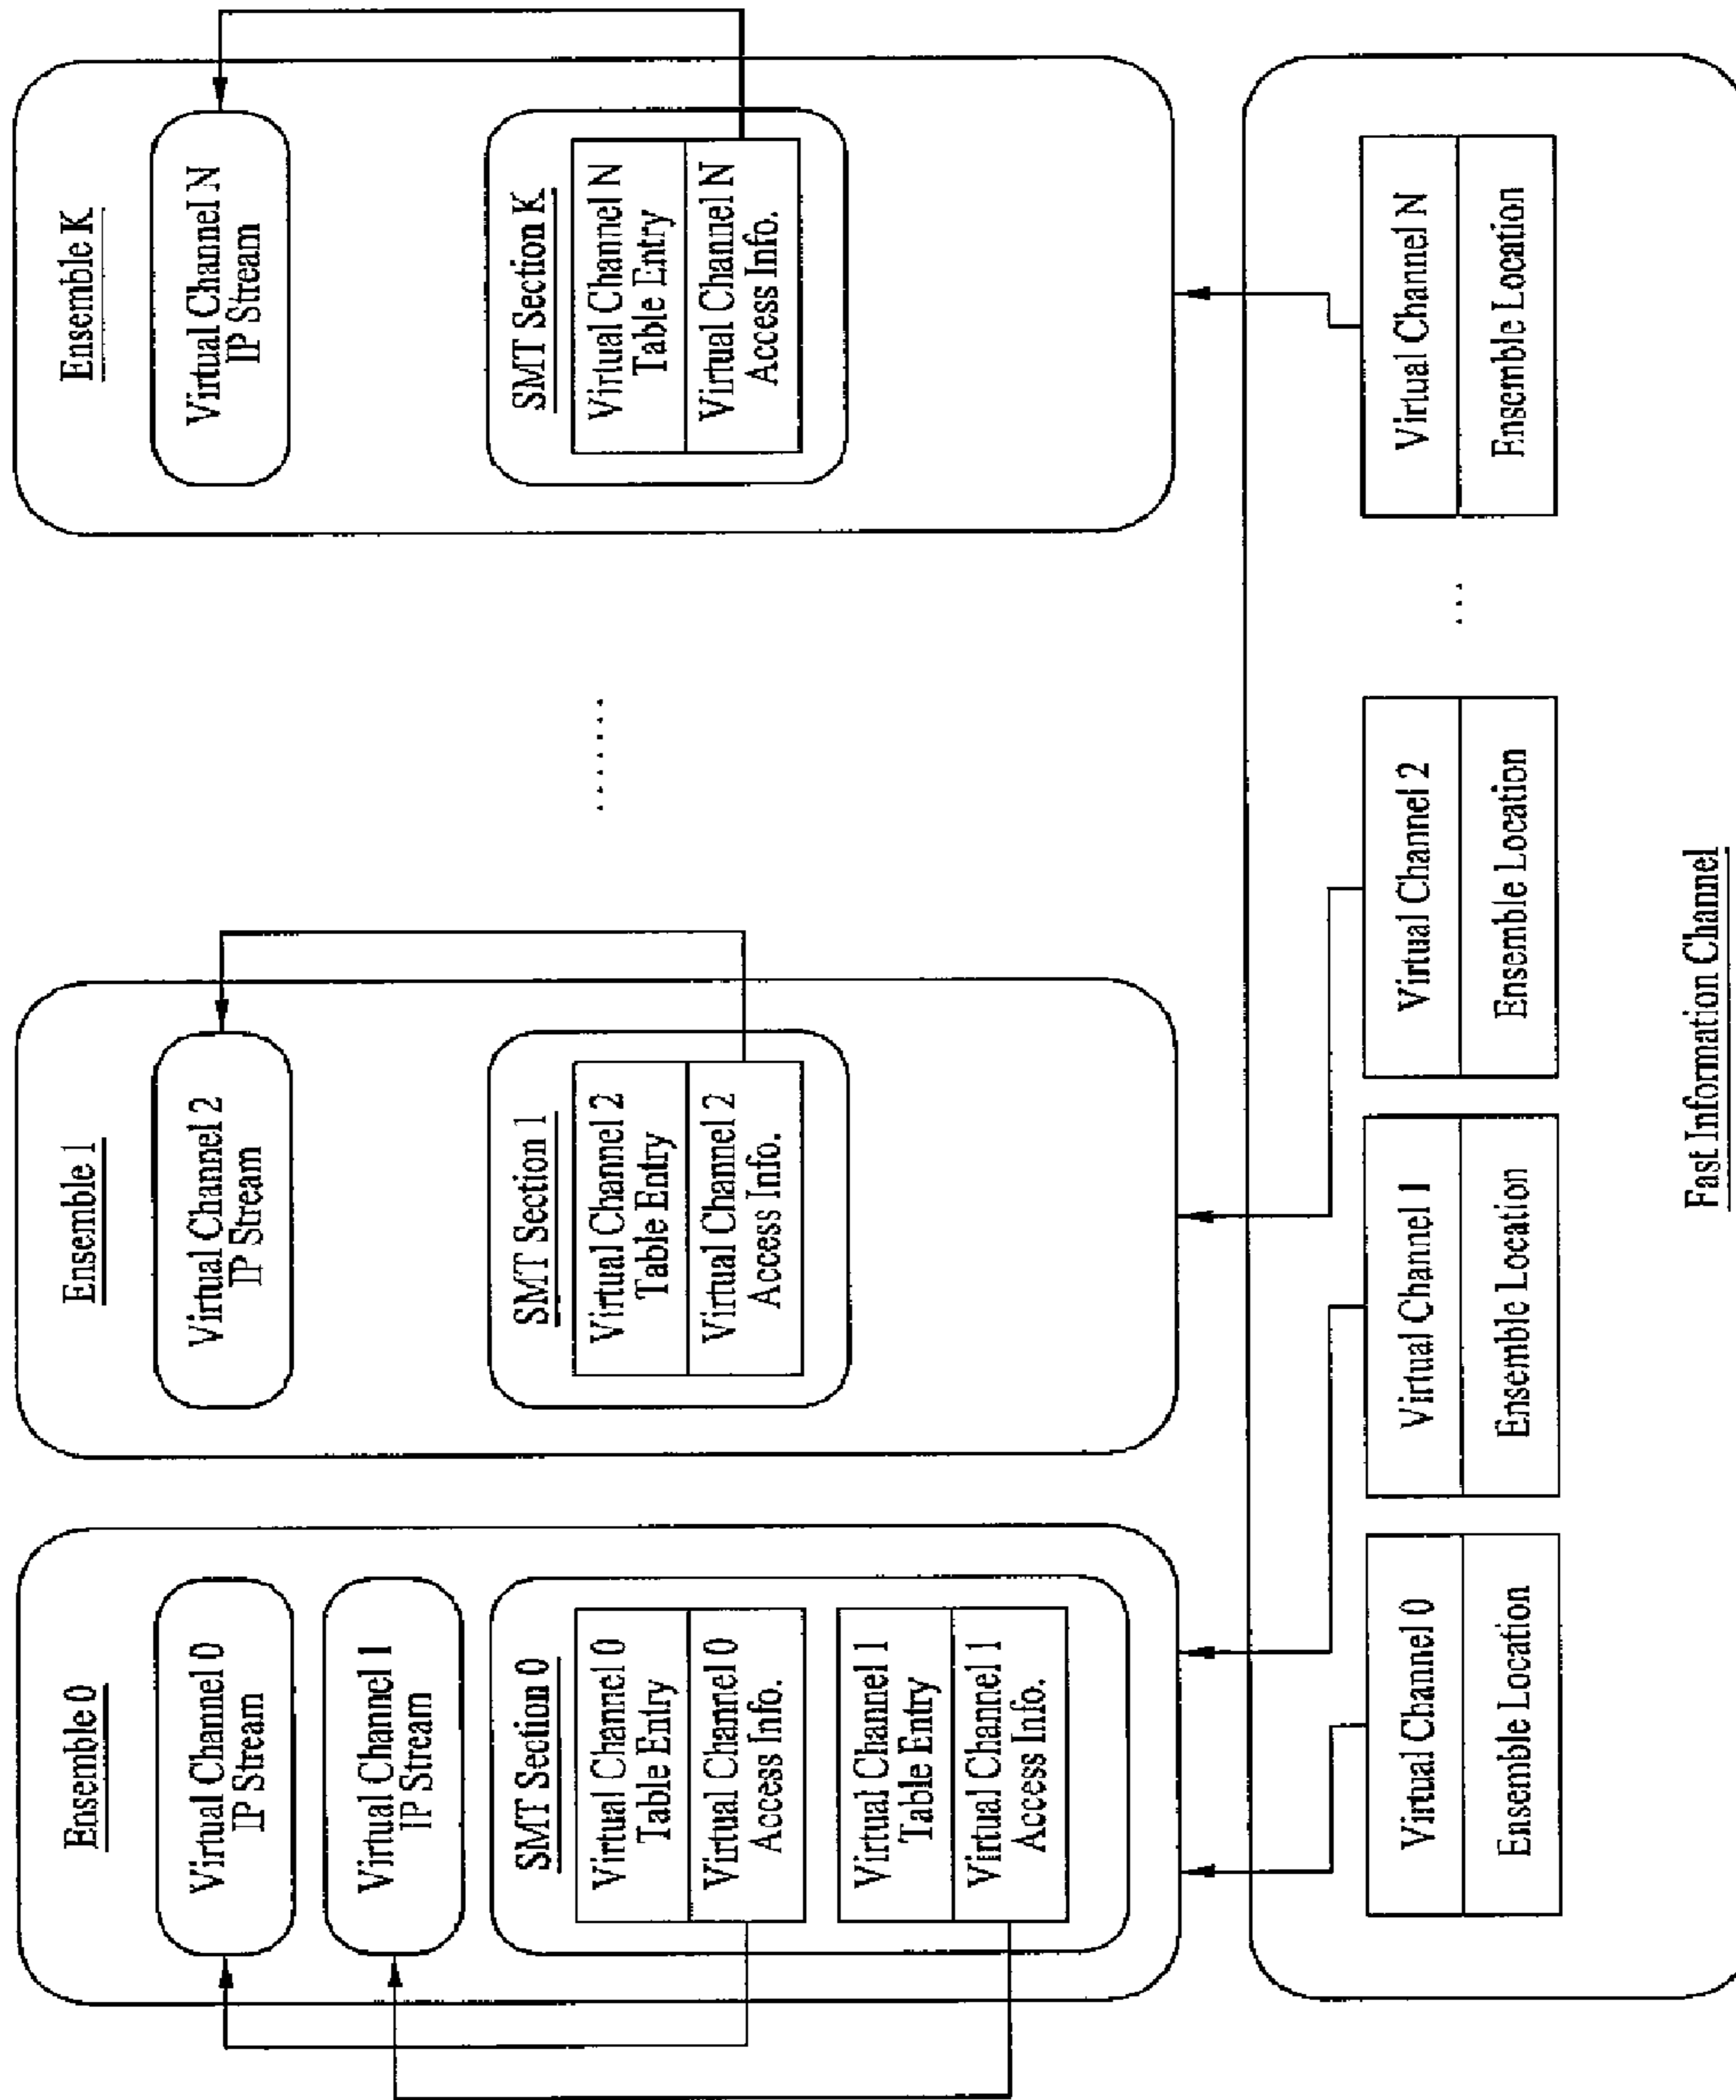 Ensemble 0
Virtual Channel 0
IP Stream
Virtual Channel 1
IP Stream
SMT Section 0
Virtual Channel 0
Table Entry
Virtual Channel 0
Access Info.
Virtual Channel 1
Table Entry
Virtual Channel 1
Access Info.
Ensemble 1
Virtual Channel 2
IP Stream
SMT Section 1
Virtual Channel 2
Table Entry
Virtual Channel 2
Access Info.
.......
Ensemble K
Virtual Channel N
IP Stream
SMT Section K
Virtual Channel N
Table Entry
Virtual Channel N
Access Info.
Virtual Channel 0
Ensemble Location
Virtual Channel 1
Ensemble Location
Virtual Channel 2
Ensemble Location
...
Virtual Channel N
Ensemble Location
Fast Information Channel